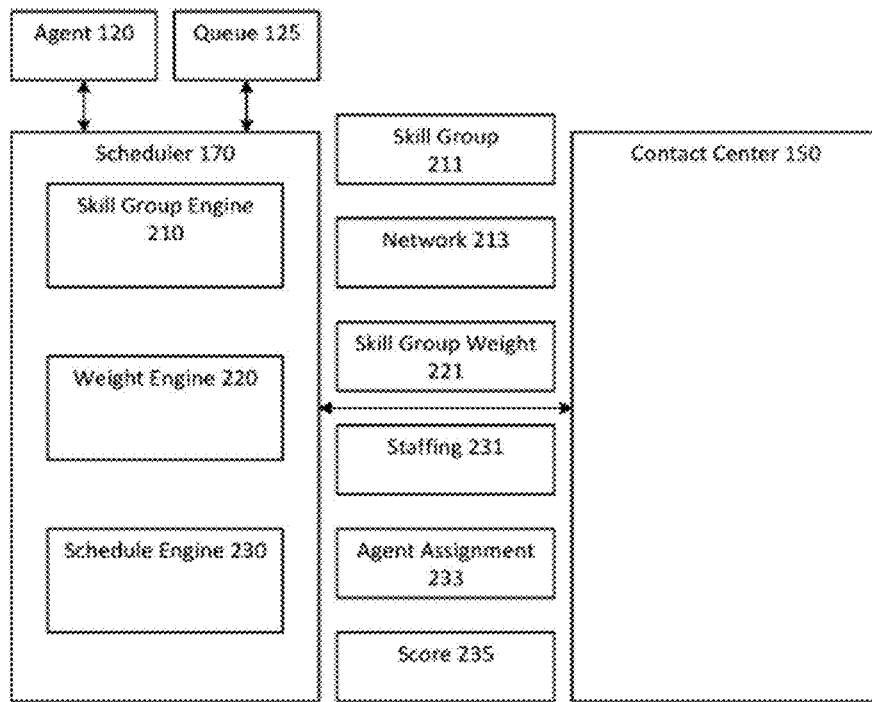 Agent 120
Queue 125
Scheduler 170
Skill Group Engine
210
Weight Engine 220
Schedule Engine 230
Skill Group
211
Network 213
Skill Group Weight
221
Staffing 231
Agent Assignment
233
Score 235
Contact Center 150